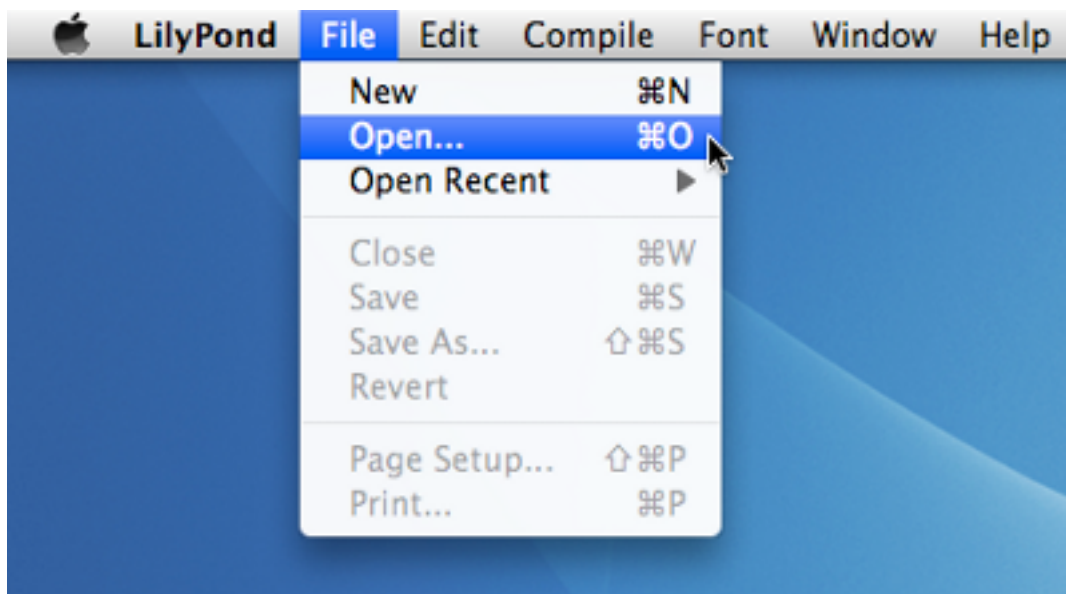 LilyPond File Edit Compile Font Window Help
New ⌘N
Open... ⌘O
Open Recent ▶
Close ⌘W
Save ⌘S
Save As... ⇧⌘S
Revert
Page Setup... ⇧⌘P
Print... ⌘P